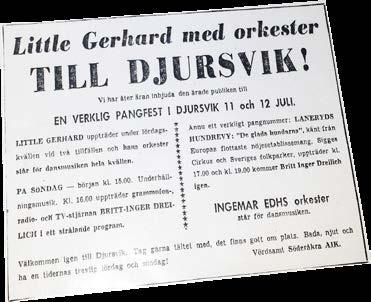 Little Gerhard med orkester
TILL DJURSVIK!
Vi har åter äran inbjuda den ärade publiken till
EN VERKLIG PANGFEST I DJURSVIK 11 och 12 JULI.
LITTLE GERHARD uppträder under lördags-
kvällen vid två tillfällen och hans orkester
står för dansmusiken hela kvällen.
PÅ SÖNDAG — början kl. 15.00. Underhåll-
ningsmusik. Kl. 16.00 uppträder grammofon-,
radio- och TV-stjärnan BRITT-INGER DREI-
LICH i ett strålande program.
Ännu ett verkligt pangnummer: LANERYDS
HUNDREVY: "De glada hundarna", känt från
Europas flottaste nöjesetablissemang. Sigges
Cirkus och Sveriges folkparker, uppträder kl.
17.00 och kl. 19.00 kommer Britt Inger Dreilich
igen.
INGEMAR EDHS orkester
står för dansmusiken.
Välkommen igen till Djursvik. Tag gärna tältet med, det finns gott om plats. Bada, njut och
ha en tidernas trevlig lördag och söndag!
Vördsamt Söderåkra AIK.